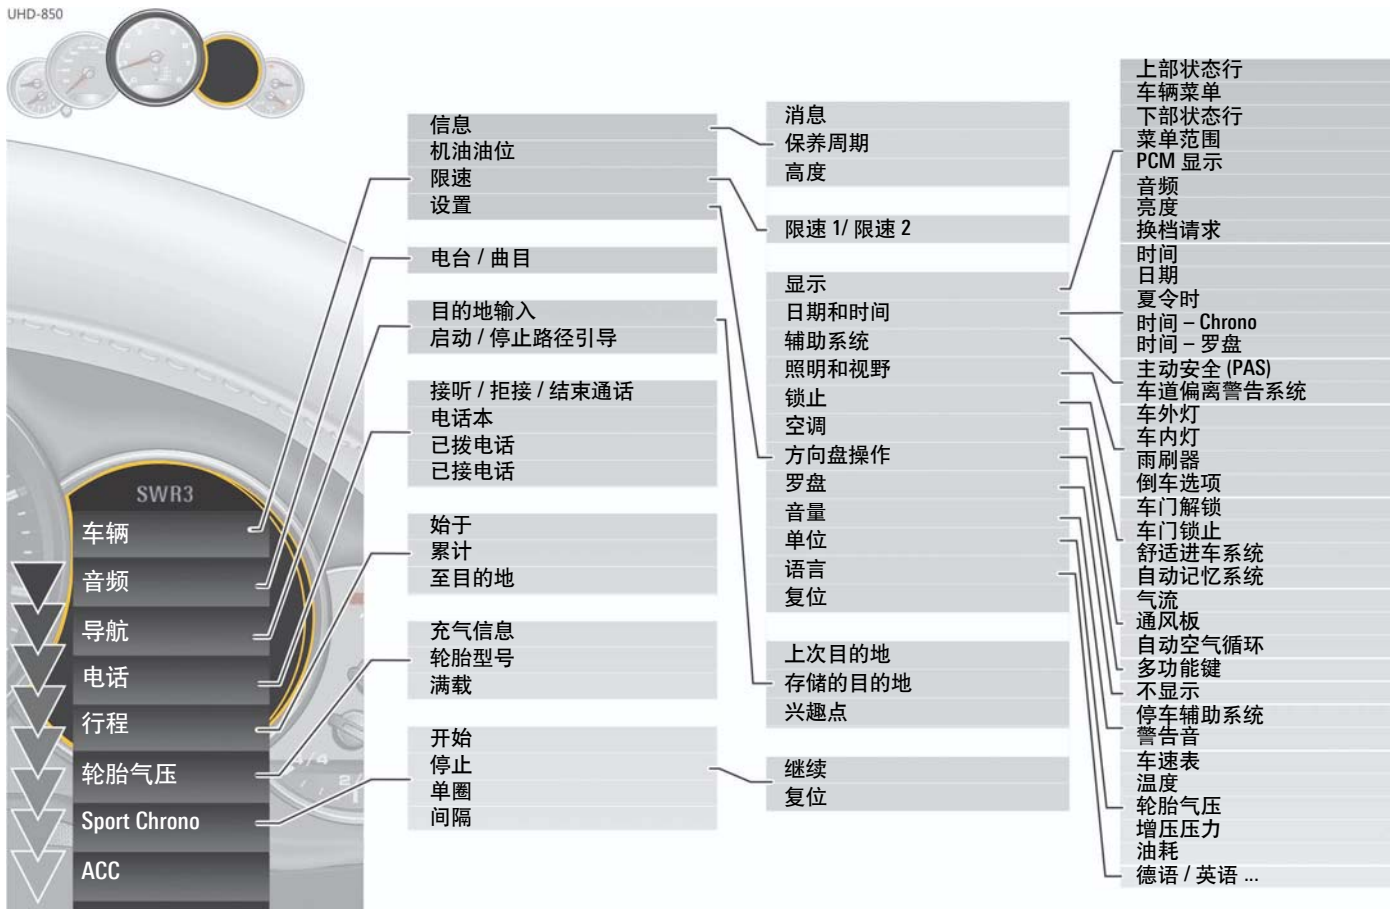 UHD-850
SWR3
车辆
音频
导航
电话
行程
轮胎气压
Sport Chrono
ACC
信息
机油油位
限速
设置
电台 / 曲目
目的地输入
启动 / 停止路径引导
接听 / 拒接 / 结束通话
电话本
已拨电话
已接电话
始于
累计
至目的地
充气信息
轮胎型号
满载
开始
停止
单圈
间隔
消息
保养周期
高度
限速 1/ 限速 2
显示
日期和时间
辅助系统
照明和视野
锁止
空调
方向盘操作
罗盘
音量
单位
语言
复位
上次目的地
存储的目的地
兴趣点
继续
复位
上部状态行
车辆菜单
下部状态行
菜单范围
PCM 显示
音频
亮度
换档请求
时间
日期
夏令时
时间 – Chrono
时间 – 罗盘
主动安全 (PAS)
车道偏离警告系统
车外灯
车内灯
雨刷器
倒车选项
车门解锁
车门锁止
舒适进车系统
自动记忆系统
气流
通风板
自动空气循环
多功能键
不显示
停车辅助系统
警告音
车速表
温度
轮胎气压
增压压力
油耗
德语 / 英语 ...